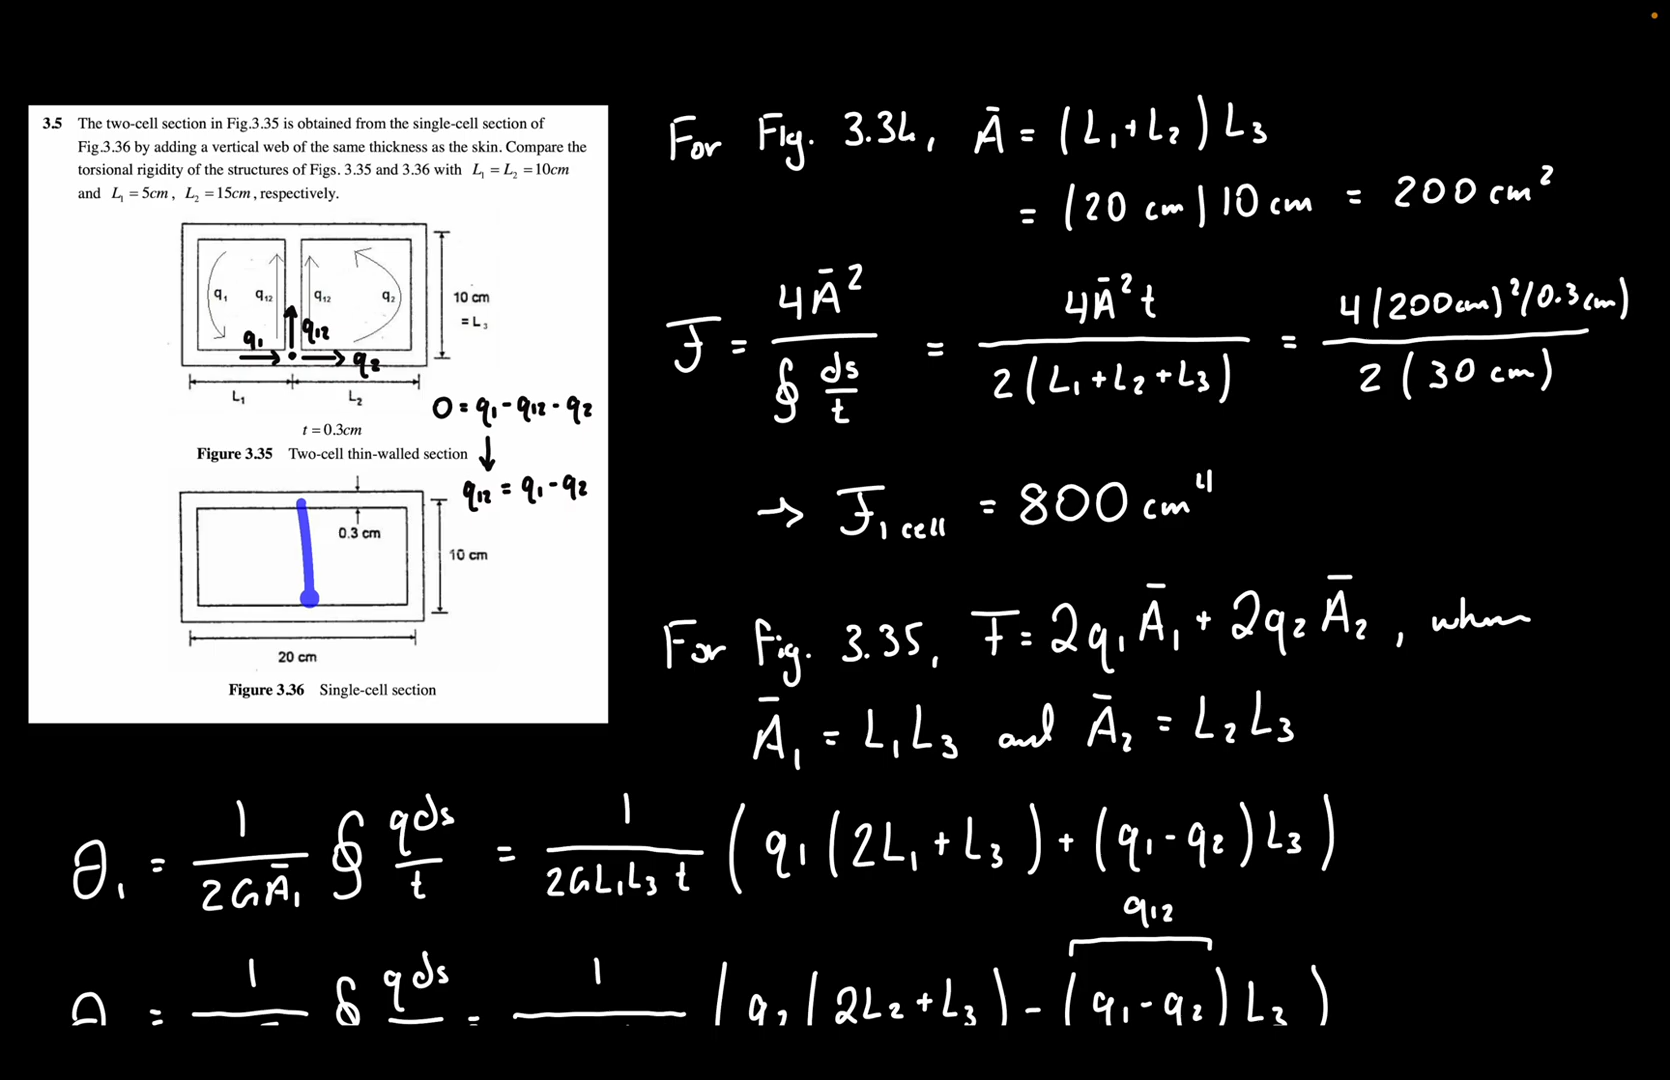 3.5 The two-cell section in Fig.3.35 is obtained from the single-cell section of
Fig.3.36 by adding a vertical web of the same thickness as the skin. Compare the
torsional rigidity of the structures of Figs. 3.35 and 3.36 with L₁ = L₂ = 10cm
and L₁ = 5cm, L₂ = 15cm, respectively.
q₁ q₁₂ q₁₂ q₂
10 cm
= L₃
q₁ q₁₂ q₂
L₁ L₂
0 = q₁ - q₁₂ - q₂
t = 0.3cm
Figure 3.35 Two-cell thin-walled section
↓
q₁₂ = q₁ - q₂
0.3 cm
10 cm
20 cm
Figure 3.36 Single-cell section
For Fig. 3.36, Ā = (L₁ + L₂) L₃
= (20 cm) 10 cm = 200 cm²
J = 4Ā² / ∮ ds/t = 4Ā² t / 2(L₁ + L₂ + L₃) = 4(200cm)²(0.3cm) / 2(30 cm)
→ J₁ cell = 800 cm⁴
For fig. 3.35, T = 2q₁Ā₁ + 2q₂Ā₂, where
Ā₁ = L₁L₃ and Ā₂ = L₂L₃
θ₁ = 1/2GĀ₁ ∮ qds/t = 1/2GL₁L₃t (q₁(2L₁ + L₃) + (q₁ - q₂)L₃)
q₁₂
= 1 ∮ qds = 1 (q₂(2L₂ + L₃) - (q₁ - q₂)L₃)